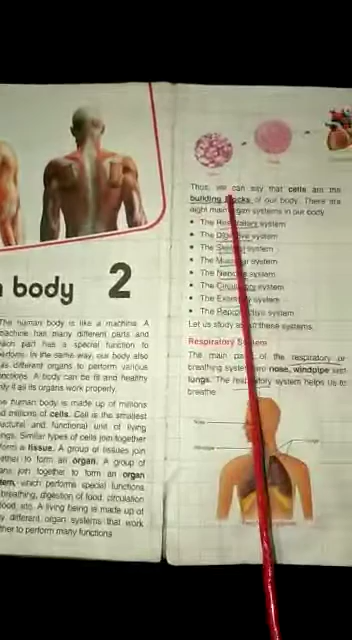 body 2
The human body is like a machine. A
machine has many different parts and
each part has a special function to
perform. In the same way, our body also
has different organs to perform various
functions. A body can be fit and healthy
only if all its organs work properly.
The human body is made up of millions
and millions of cells. Cell is the smallest
structural and functional unit of living
things. Similar types of cells join together
to form a tissue. A group of tissues join
together to form an organ. A group of
organs join together to form an organ
system, which performs special functions
breathing, digestion of food, circulation
food, etc. A living being is made up of
different organ systems that work
together to perform many functions
Thus, we can say that cells are the
building blocks of our body. There are
eight main organ systems in our body
• The Respiratory system
• The Digestive system
• The Skeletal system
• The Muscular system
• The Nervous system
• The Circulatory system
• The Excretory system
• The Reproductive system
Let us study about these systems.
Respiratory System
The main parts of the respiratory or
breathing system are nose, windpipe and
lungs. The respiratory system helps us to
breathe.